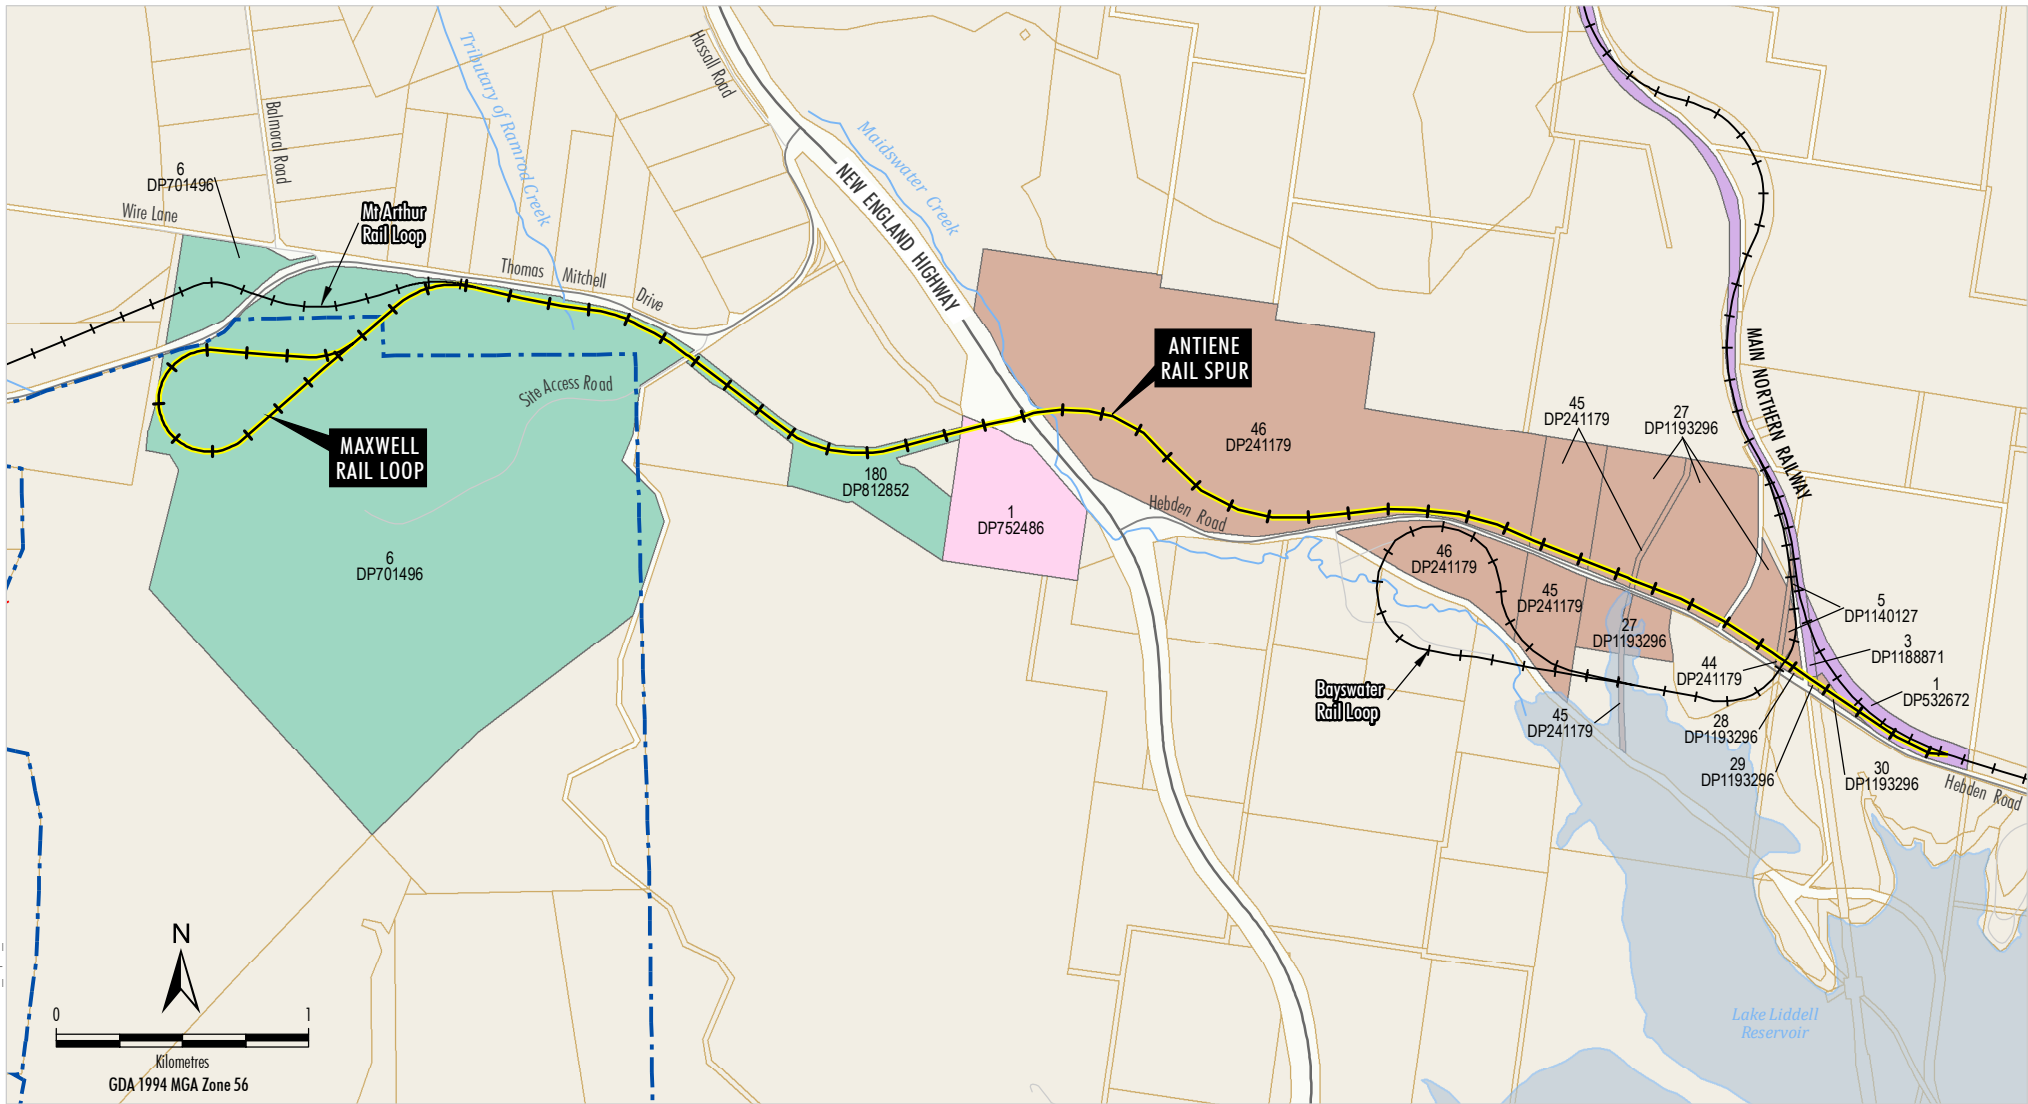 Tributary of Ramrod Creek
Hassall Road
Balmoral Road
Maidswater Creek
6
DP701496
Wire Lane
Mt Arthur
Rail Loop
NEW ENGLAND HIGHWAY
Thomas Mitchell Drive
ANTIENE
RAIL SPUR
MAIN NORTHERN RAILWAY
Site Access Road
45
DP241179
27
DP1193296
MAXWELL
RAIL LOOP
46
DP241179
180
DP812852
Hebden Road
1
DP752486
46
DP241179
6
DP701496
45
DP241179
5
DP1140127
27
DP1193296
3
DP1188871
44
DP241179
Bayswater
Rail Loop
1
DP532672
45
DP241179
28
DP1193296
29
DP1193296
30
DP1193296
Hebden Road
N
0 1
Kilometres
GDA 1994 MGA Zone 56
Lake Liddell
Reservoir